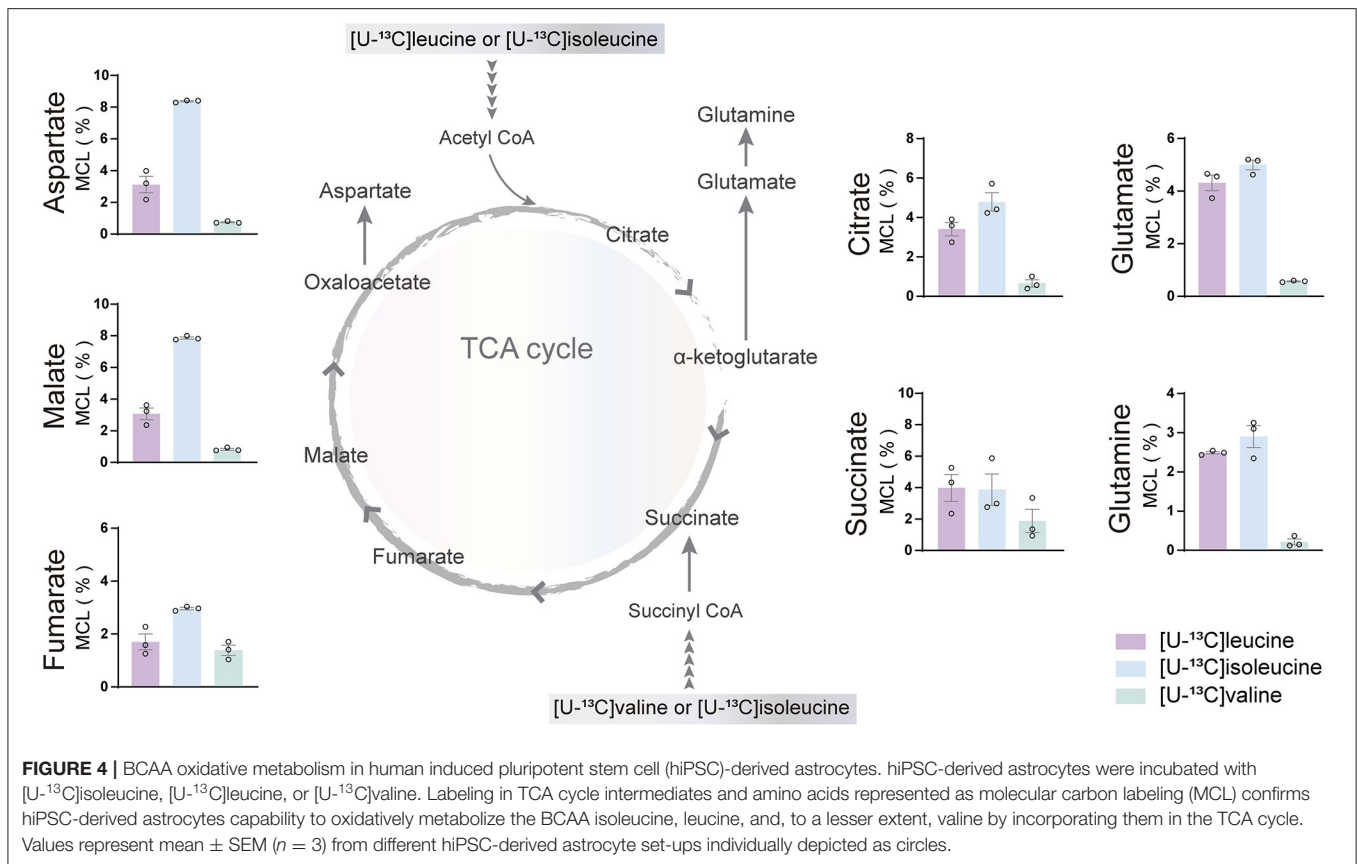 [U-¹³C]leucine or [U-¹³C]isoleucine
Acetyl CoA
Aspartate
MCL ( % )
10
8
6
4
2
0
Malate
MCL ( % )
10
8
6
4
2
0
Fumarate
MCL ( % )
6
4
2
0
Aspartate
Oxaloacetate
Malate
Fumarate
TCA cycle
Citrate
Glutamine
Glutamate
α-ketoglutarate
Succinate
Succinyl CoA
[U-¹³C]valine or [U-¹³C]isoleucine
Citrate
MCL ( % )
8
6
4
2
0
Glutamate
MCL ( % )
6
4
2
0
Succinate
MCL ( % )
10
8
6
4
2
0
Glutamine
MCL ( % )
4
3
2
1
0
[U-¹³C]leucine
[U-¹³C]isoleucine
[U-¹³C]valine
FIGURE 4 | BCAA oxidative metabolism in human induced pluripotent stem cell (hiPSC)-derived astrocytes. hiPSC-derived astrocytes were incubated with
[U-¹³C]isoleucine, [U-¹³C]leucine, or [U-¹³C]valine. Labeling in TCA cycle intermediates and amino acids represented as molecular carbon labeling (MCL) confirms
hiPSC-derived astrocytes capability to oxidatively metabolize the BCAA isoleucine, leucine, and, to a lesser extent, valine by incorporating them in the TCA cycle.
Values represent mean ± SEM (n = 3) from different hiPSC-derived astrocyte set-ups individually depicted as circles.